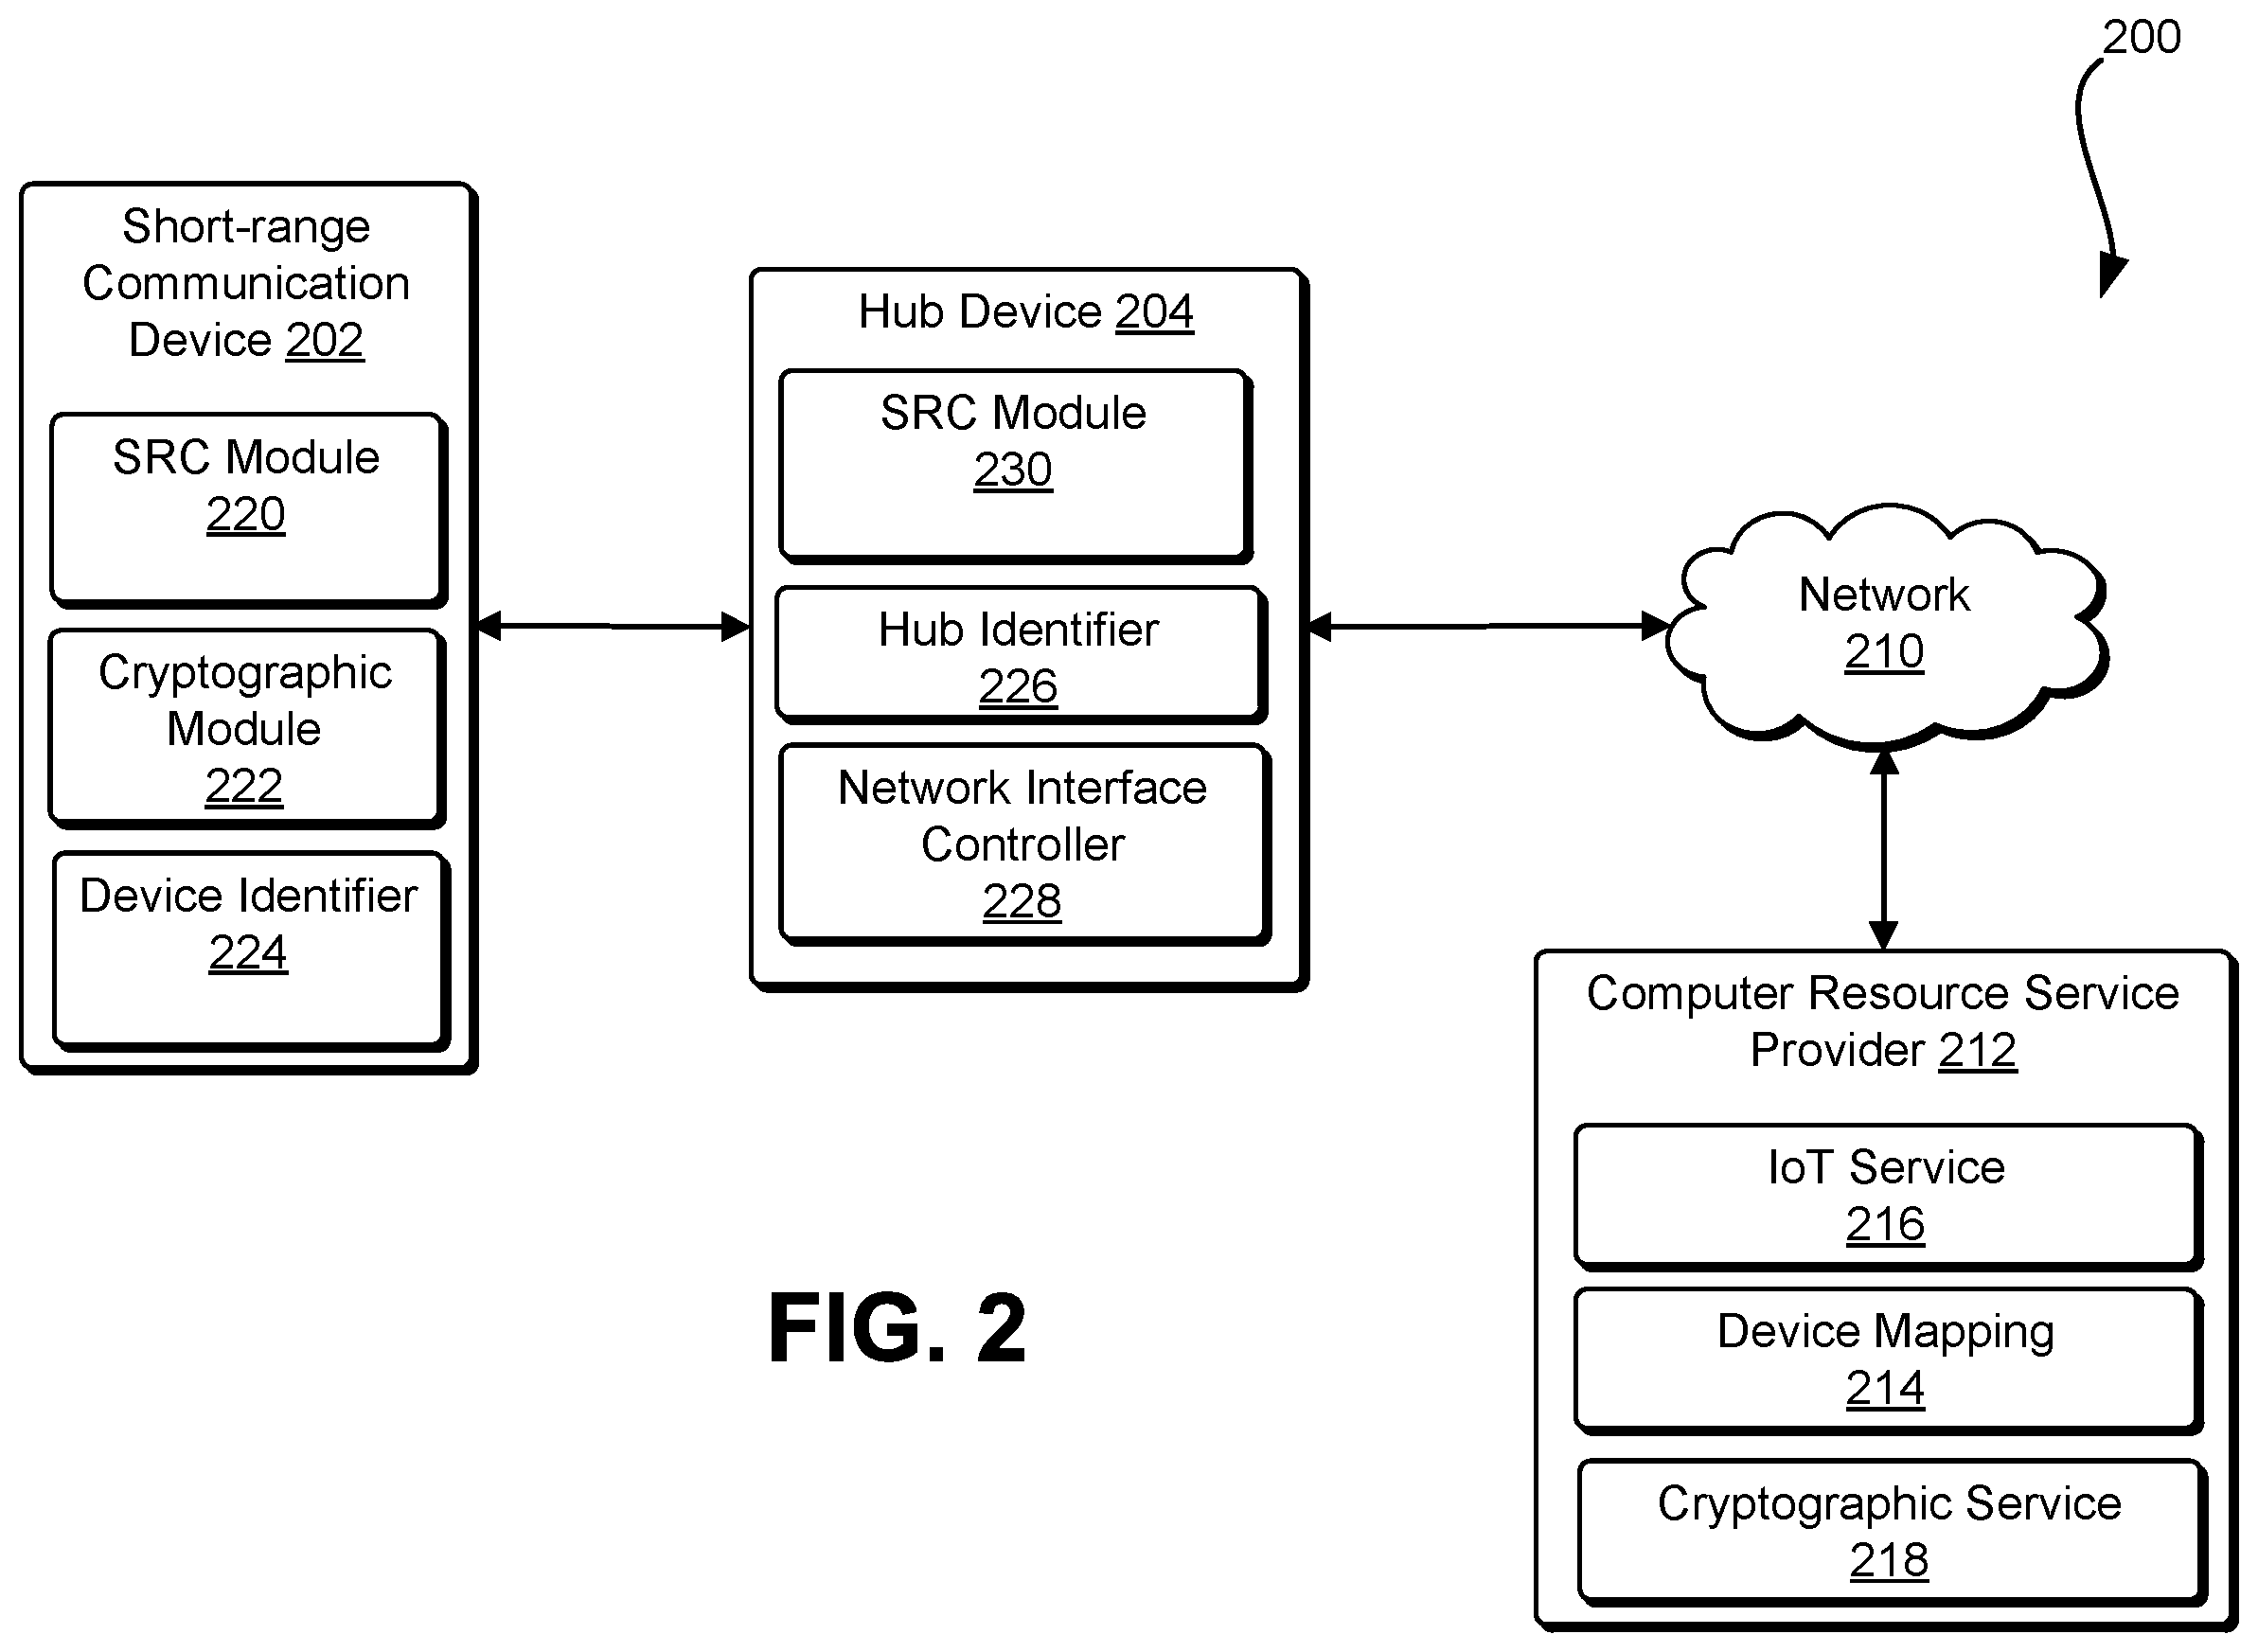 200
Short-range
Communication
Device 202
SRC Module
220
Cryptographic
Module
222
Device Identifier
224
Hub Device 204
SRC Module
230
Hub Identifier
226
Network Interface
Controller
228
Network
210
Computer Resource Service
Provider 212
IoT Service
216
Device Mapping
214
Cryptographic Service
218
FIG. 2